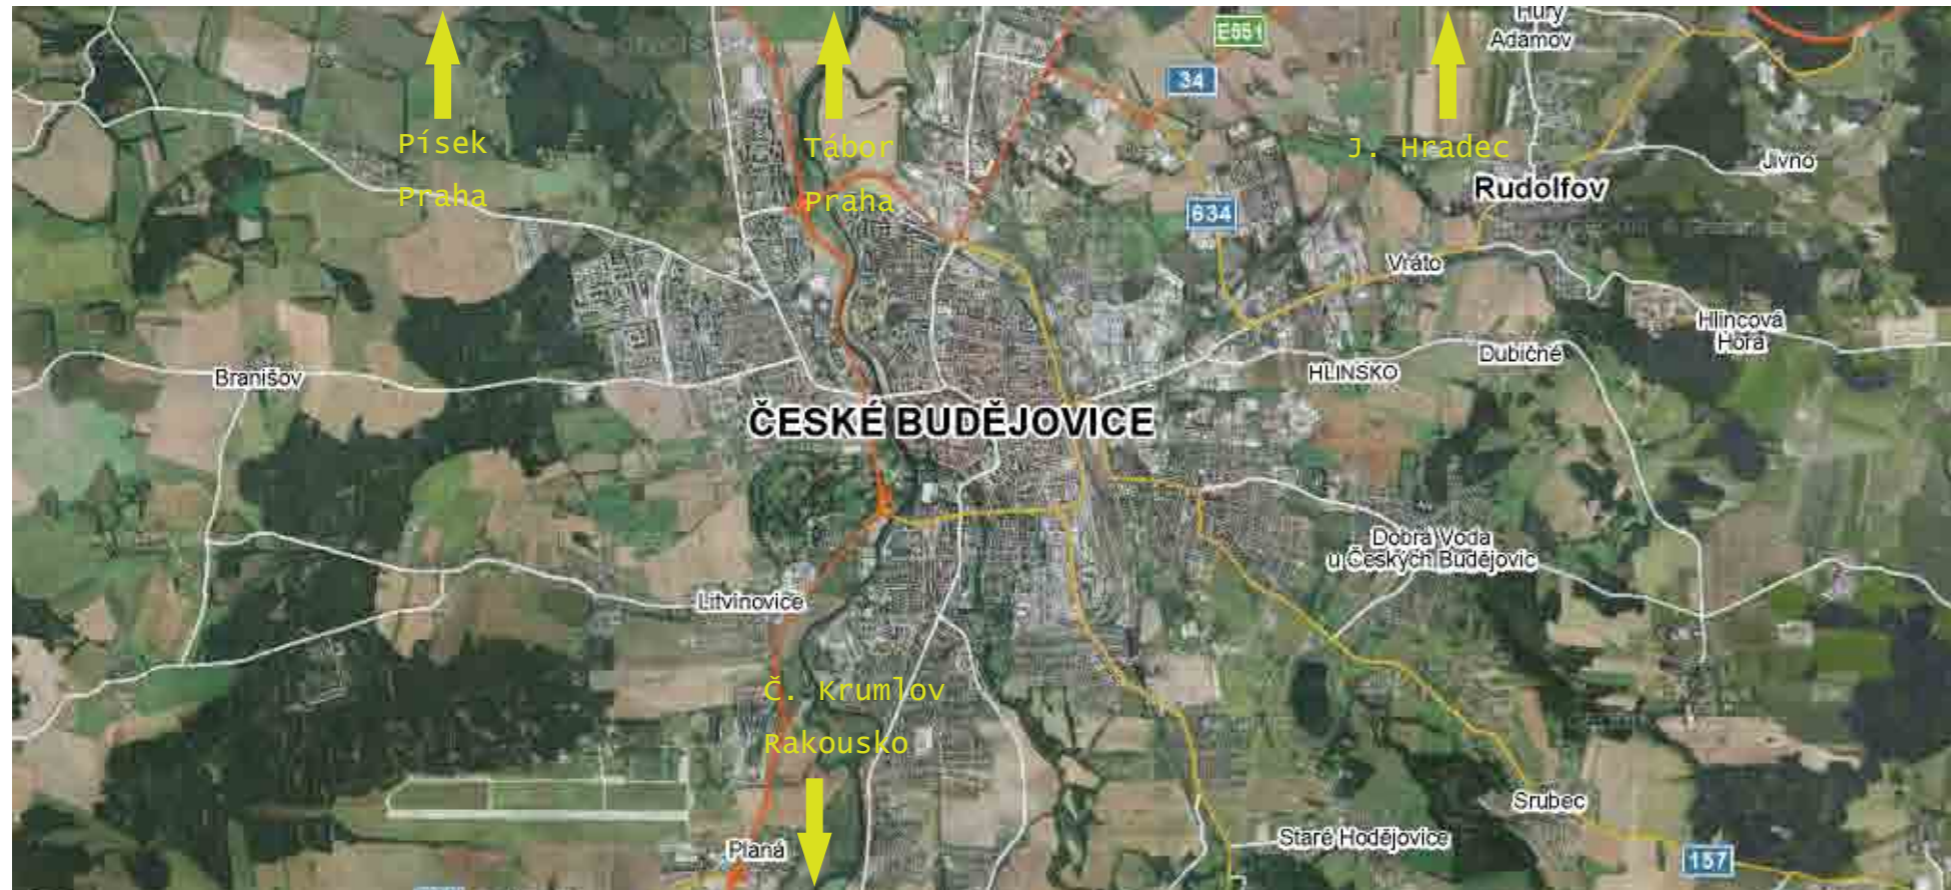 Hůry
Adamov
E551
34
Písek
Praha
Tábor
Praha
J. Hradec
Jivno
Rudolfov
634
Vráto
Hlincová
Hora
Dubičné
HLINSKO
Branišov
ČESKÉ BUDĚJOVICE
Dobrá Voda
u Českých Budějovic
Litvínovice
Č. Krumlov
Rakousko
Srubec
Staré Hodějovice
Planá
157